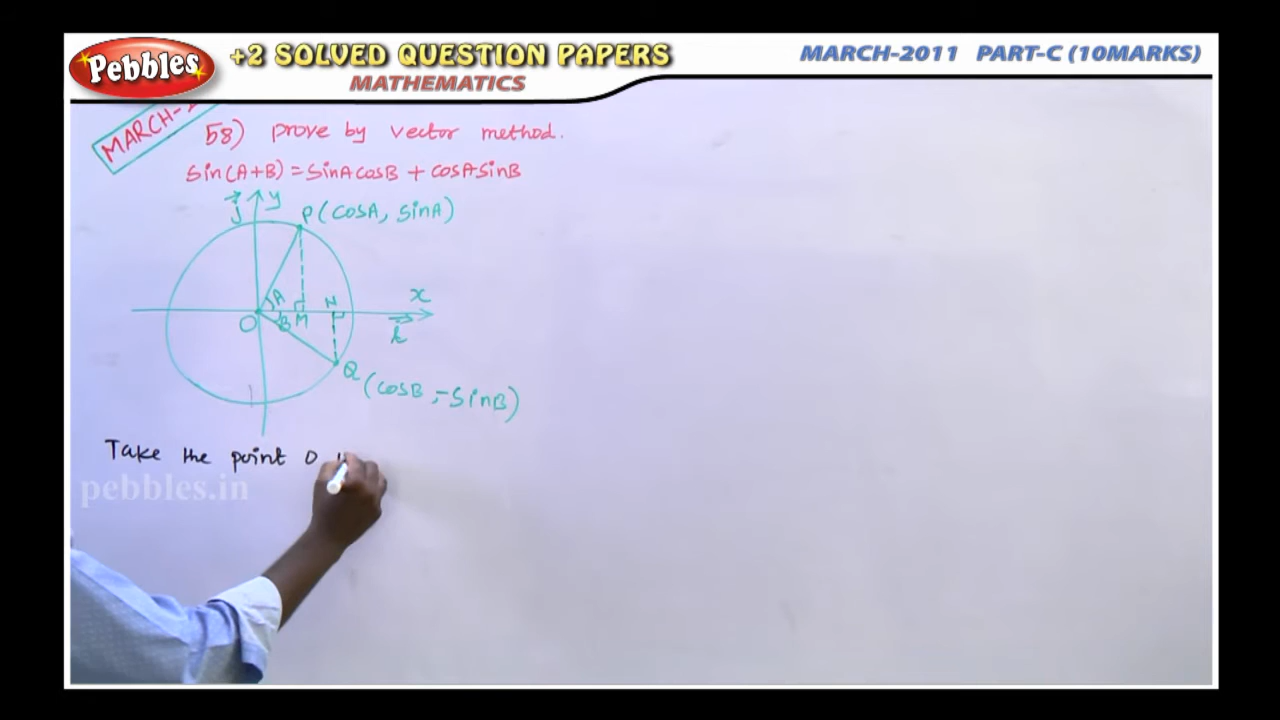 Pebbles
+2 SOLVED QUESTION PAPERS
MATHEMATICS
MARCH-2011 PART-C (10MARKS)
58) prove by vector method.
Sin(A+B) = SinA cosB + cosA sinB
j y
P(cosA, sinA)
A
N
x
O
B
M
Q
(cosB, -SinB)
Take the point O
pebbles.in